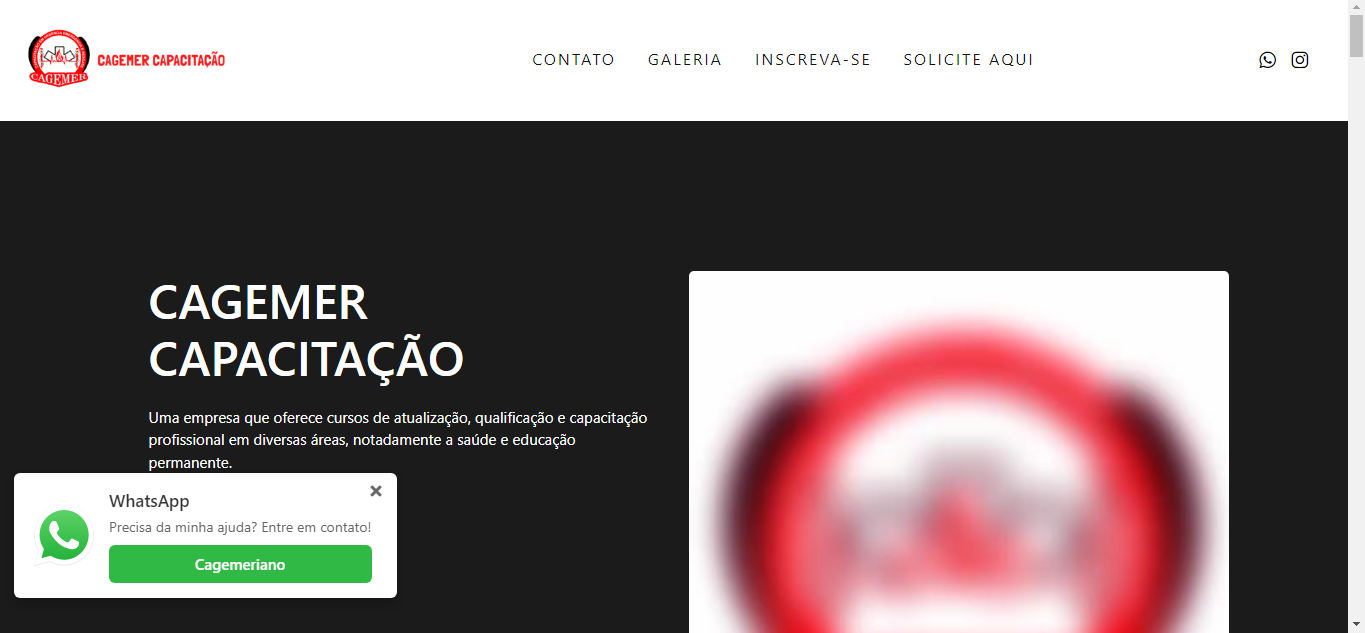 CAGEMER
CAGEMER CAPACITAÇÃO
CONTATO GALERIA INSCREVA-SE SOLICITE AQUI
CAGEMER
CAPACITAÇÃO
Uma empresa que oferece cursos de atualização, qualificação e capacitação
profissional em diversas áreas, notadamente a saúde e educação
permanente.
WhatsApp
Precisa da minha ajuda? Entre em contato!
Cagemeriano